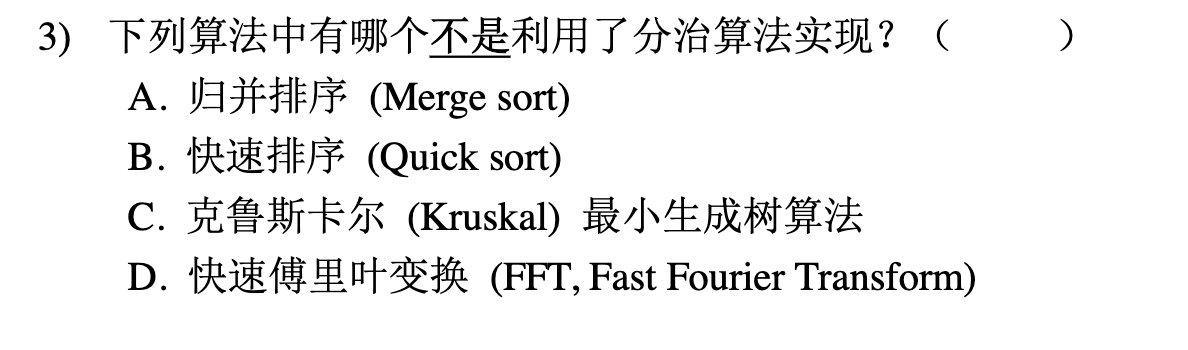 3) 下列算法中有哪个不是利用了分治算法实现？（ ）
A. 归并排序 (Merge sort)
B. 快速排序 (Quick sort)
C. 克鲁斯卡尔 (Kruskal) 最小生成树算法
D. 快速傅里叶变换 (FFT, Fast Fourier Transform)